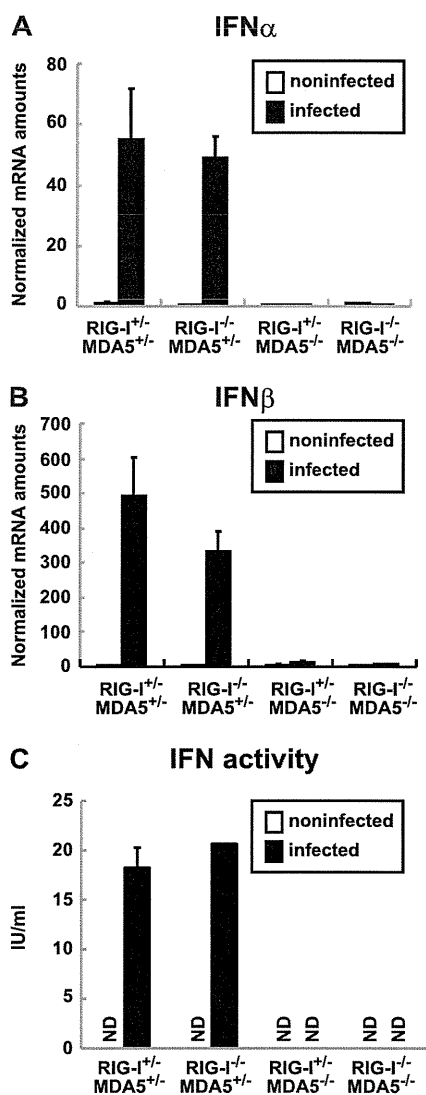 A
IFNα
Normalized mRNA amounts
80
60
40
20
0
noninfected
infected
RIG-I+/- RIG-I-/- RIG-I+/- RIG-I-/-
MDA5+/- MDA5+/- MDA5-/- MDA5-/-
B
IFNβ
Normalized mRNA amounts
700
600
500
400
300
200
100
0
noninfected
infected
RIG-I+/- RIG-I-/- RIG-I+/- RIG-I-/-
MDA5+/- MDA5+/- MDA5-/- MDA5-/-
C
IFN activity
IU/ml
25
20
15
10
5
0
noninfected
infected
ND ND ND ND ND ND
RIG-I+/- RIG-I-/- RIG-I+/- RIG-I-/-
MDA5+/- MDA5+/- MDA5-/- MDA5-/-